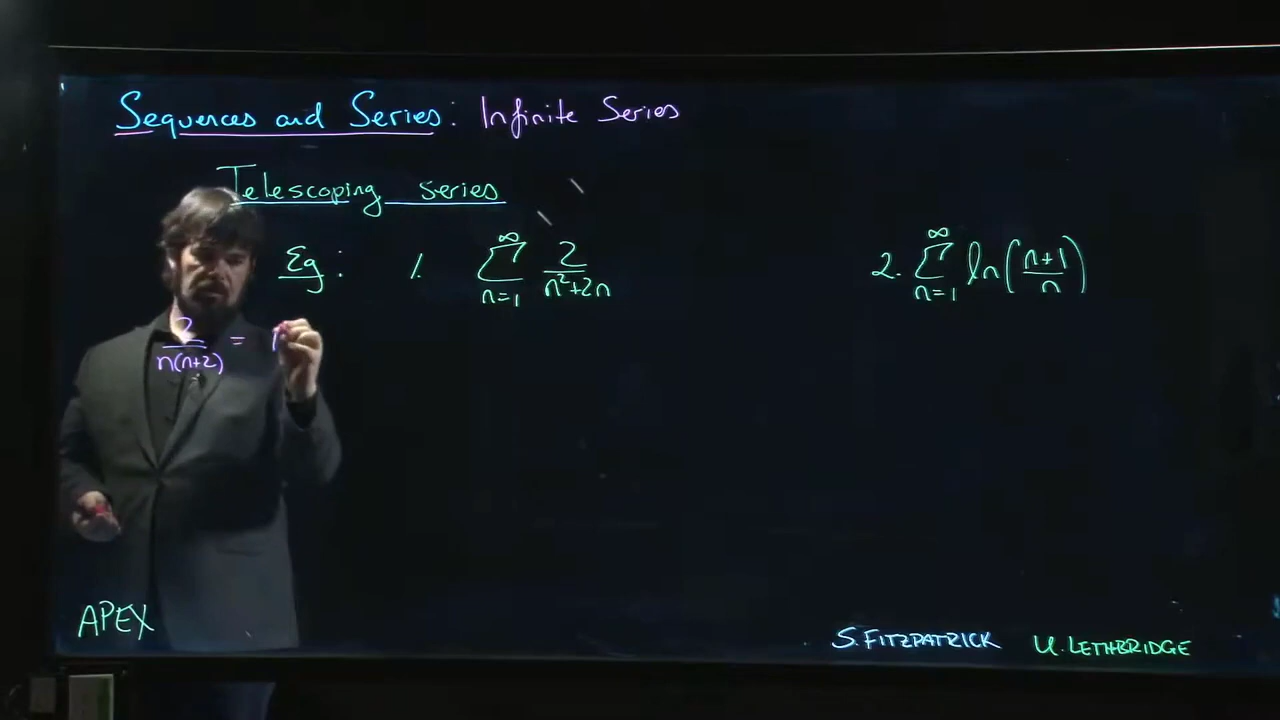 Sequences and Series: Infinite Series
Telescoping series
Eg: 1. ∞ Σ n=1 2/(n²+2n)
2. ∞ Σ n=1 ln((n+1)/n)
2/(n(n+2)) =
APEX
S. FITZPATRICK U. LETHBRIDGE